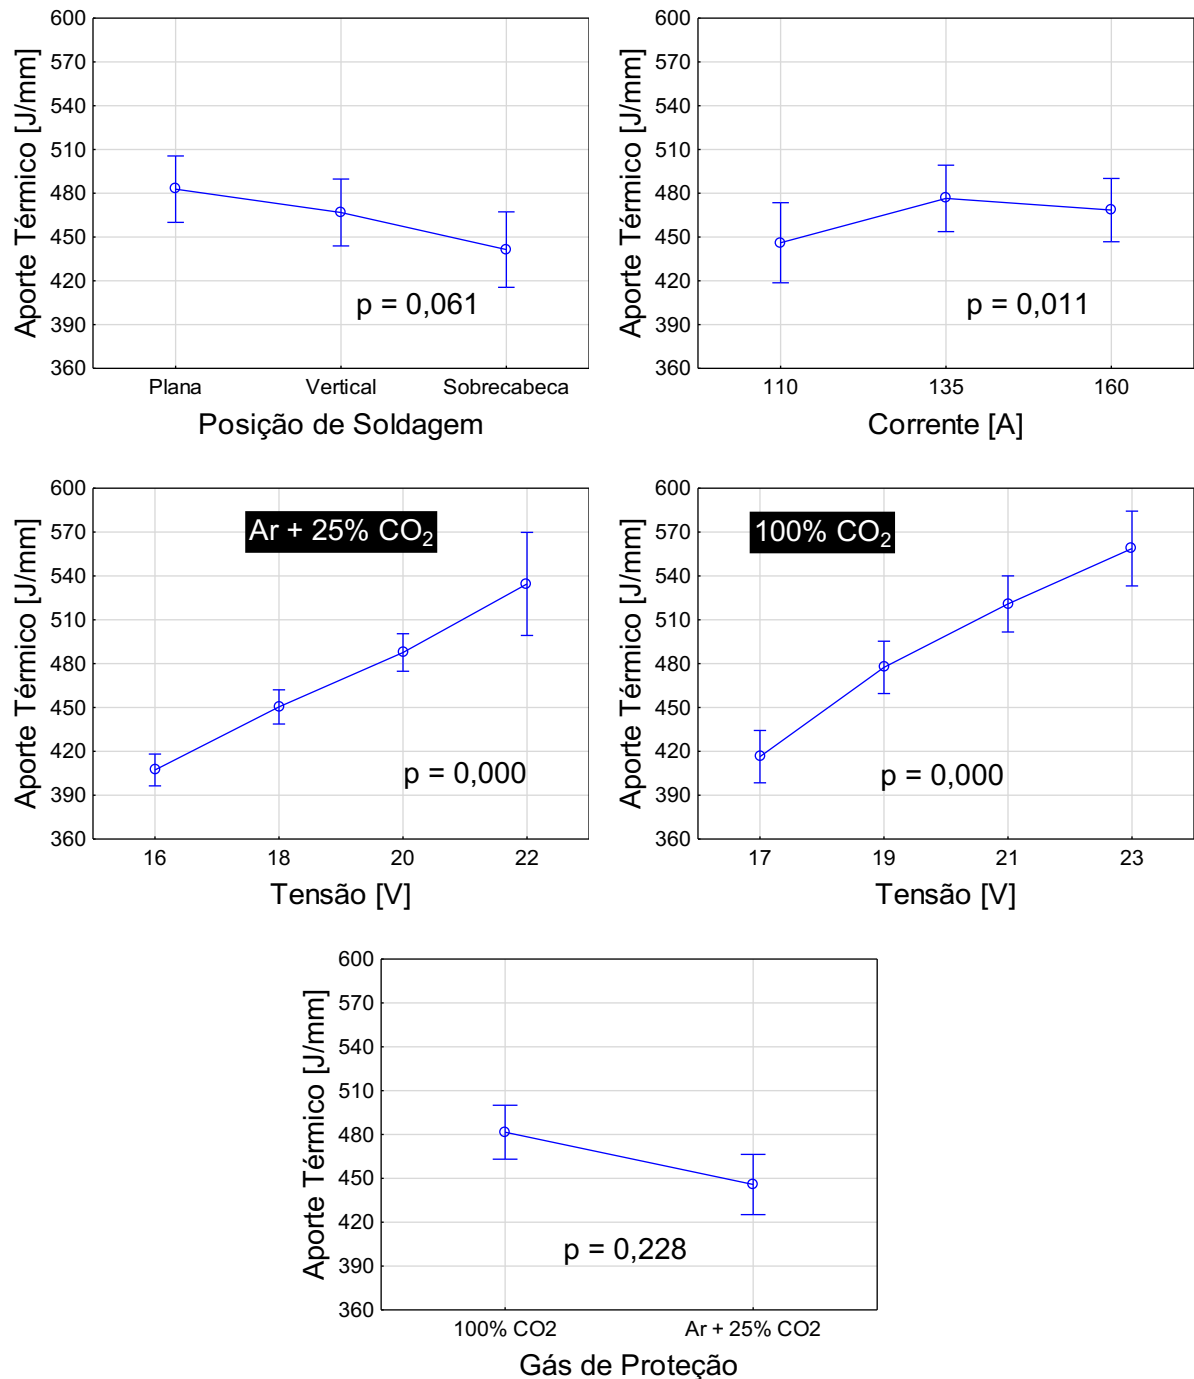 Aporte Térmico [J/mm]
600
570
540
510
480
450
420
390
360
p = 0,061
Plana Vertical Sobrecabeca
Posição de Soldagem
Aporte Térmico [J/mm]
600
570
540
510
480
450
420
390
360
p = 0,011
110 135 160
Corrente [A]
Aporte Térmico [J/mm]
600
570
540
510
480
450
420
390
360
Ar + 25% CO₂
p = 0,000
16 18 20 22
Tensão [V]
Aporte Térmico [J/mm]
600
570
540
510
480
450
420
390
360
100% CO₂
p = 0,000
17 19 21 23
Tensão [V]
Aporte Térmico [J/mm]
600
570
540
510
480
450
420
390
360
p = 0,228
100% CO2 Ar + 25% CO2
Gás de Proteção